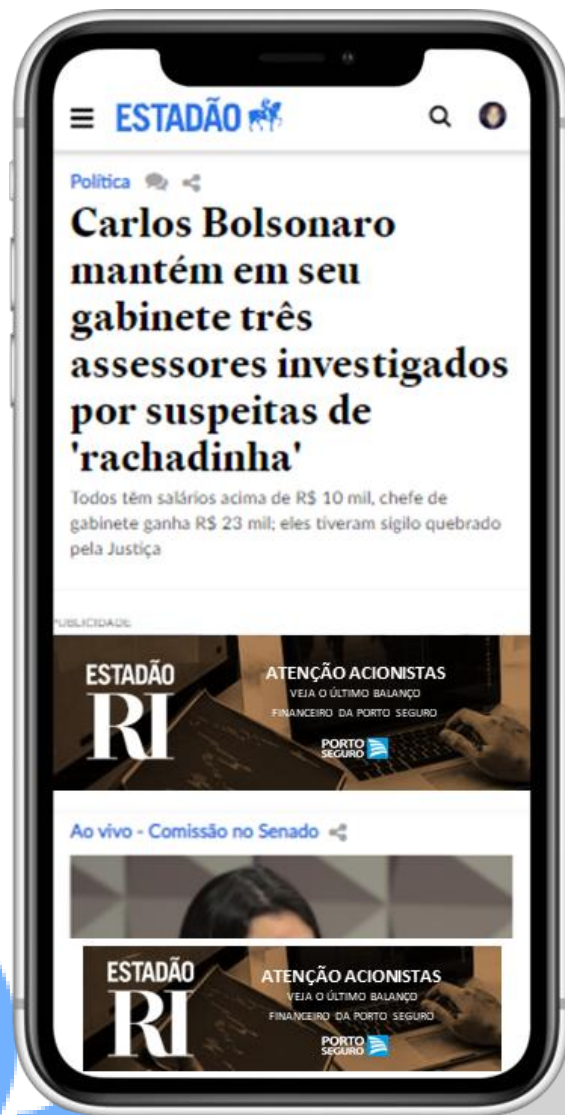 ESTADÃO
Política
Carlos Bolsonaro
mantém em seu
gabinete três
assessores investigados
por suspeitas de
'rachadinha'
Todos têm salários acima de R$ 10 mil, chefe de
gabinete ganha R$ 23 mil; eles tiveram sigilo quebrado
pela Justiça
PUBLICIDADE
ESTADÃO
RI
ATENÇÃO ACIONISTAS
VEJA O ÚLTIMO BALANÇO
FINANCEIRO DA PORTO SEGURO
PORTO
SEGURO
Ao vivo - Comissão no Senado
ESTADÃO
RI
ATENÇÃO ACIONISTAS
VEJA O ÚLTIMO BALANÇO
FINANCEIRO DA PORTO SEGURO
PORTO
SEGURO